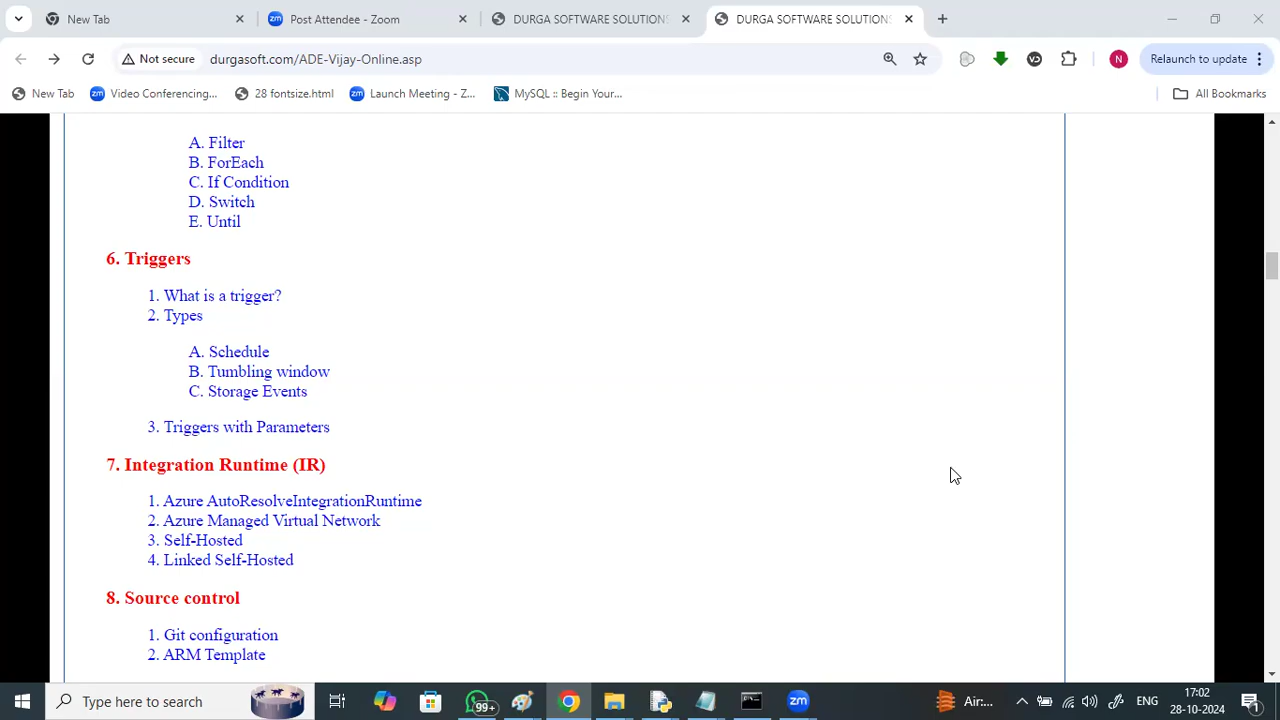 New Tab
Post Attendee - Zoom
DURGA SOFTWARE SOLUTIONS
DURGA SOFTWARE SOLUTIONS
Not secure
durgasoft.com/ADE-Vijay-Online.asp
N
Relaunch to update
New Tab
Video Conferencing...
28 fontsize.html
Launch Meeting - Z...
MySQL :: Begin Your...
All Bookmarks
A. Filter
B. ForEach
C. If Condition
D. Switch
E. Until
6. Triggers
1. What is a trigger?
2. Types
A. Schedule
B. Tumbling window
C. Storage Events
3. Triggers with Parameters
7. Integration Runtime (IR)
1. Azure AutoResolveIntegrationRuntime
2. Azure Managed Virtual Network
3. Self-Hosted
4. Linked Self-Hosted
8. Source control
1. Git configuration
2. ARM Template
Type here to search
99+
zm
Air...
ENG
17:02
28-10-2024
1